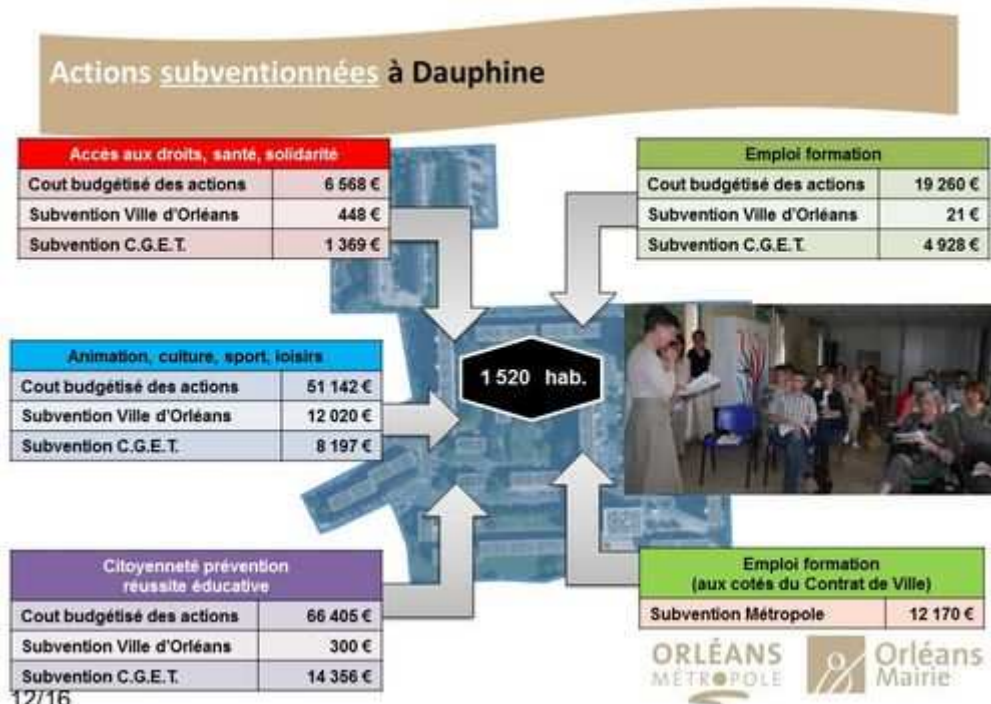 Actions subventionnées à Dauphine
Accès aux droits, santé, solidarité
Cout budgétisé des actions 6 568 €
Subvention Ville d'Orléans 448 €
Subvention C.G.E.T. 1 369 €
Emploi formation
Cout budgétisé des actions 19 260 €
Subvention Ville d'Orléans 21 €
Subvention C.G.E.T. 4 928 €
Animation, culture, sport, loisirs
Cout budgétisé des actions 51 142 €
Subvention Ville d'Orléans 12 020 €
Subvention C.G.E.T. 8 197 €
1 520 hab.
Citoyenneté prévention
réussite éducative
Cout budgétisé des actions 66 405 €
Subvention Ville d'Orléans 300 €
Subvention C.G.E.T. 14 356 €
Emploi formation
(aux cotés du Contrat de Ville)
Subvention Métropole 12 170 €
ORLÉANS
MÉTROPOLE
Orléans
Mairie
12/16